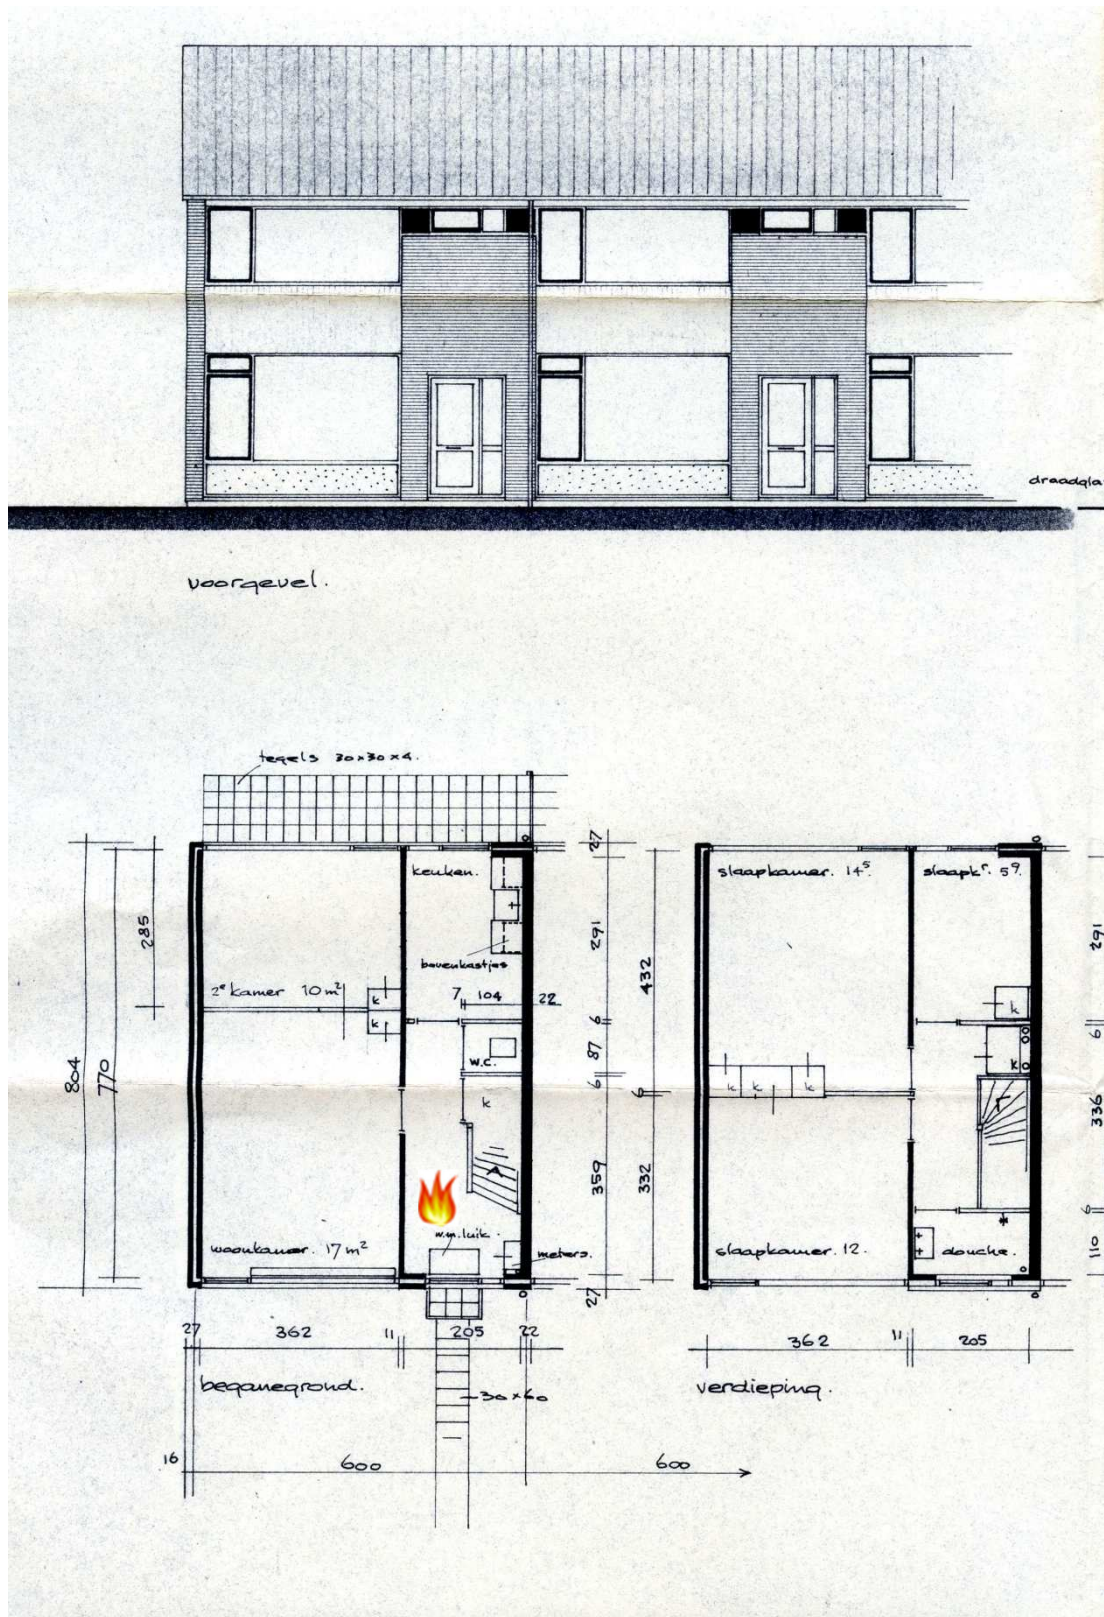 draadgla
voorgevel.
tegels 30x30x4.
keuken.
bovenkastjes
2e kamer 10 m2
k
k
7 104 22
w.c.
k
w.m. luik.
woonkamer. 17 m2
meters.
804
770
285
27
291
6
87
6
359
27
432
6
332
27 362 11 205 22
beganegrond.
30x60
16 600 600
slaapkamer. 14⁵.
slaapkr. 5⁹.
k
k
k
k
k
slaapkamer. 12.
douche.
291
6
336
6
110
362 11 205
verdieping.